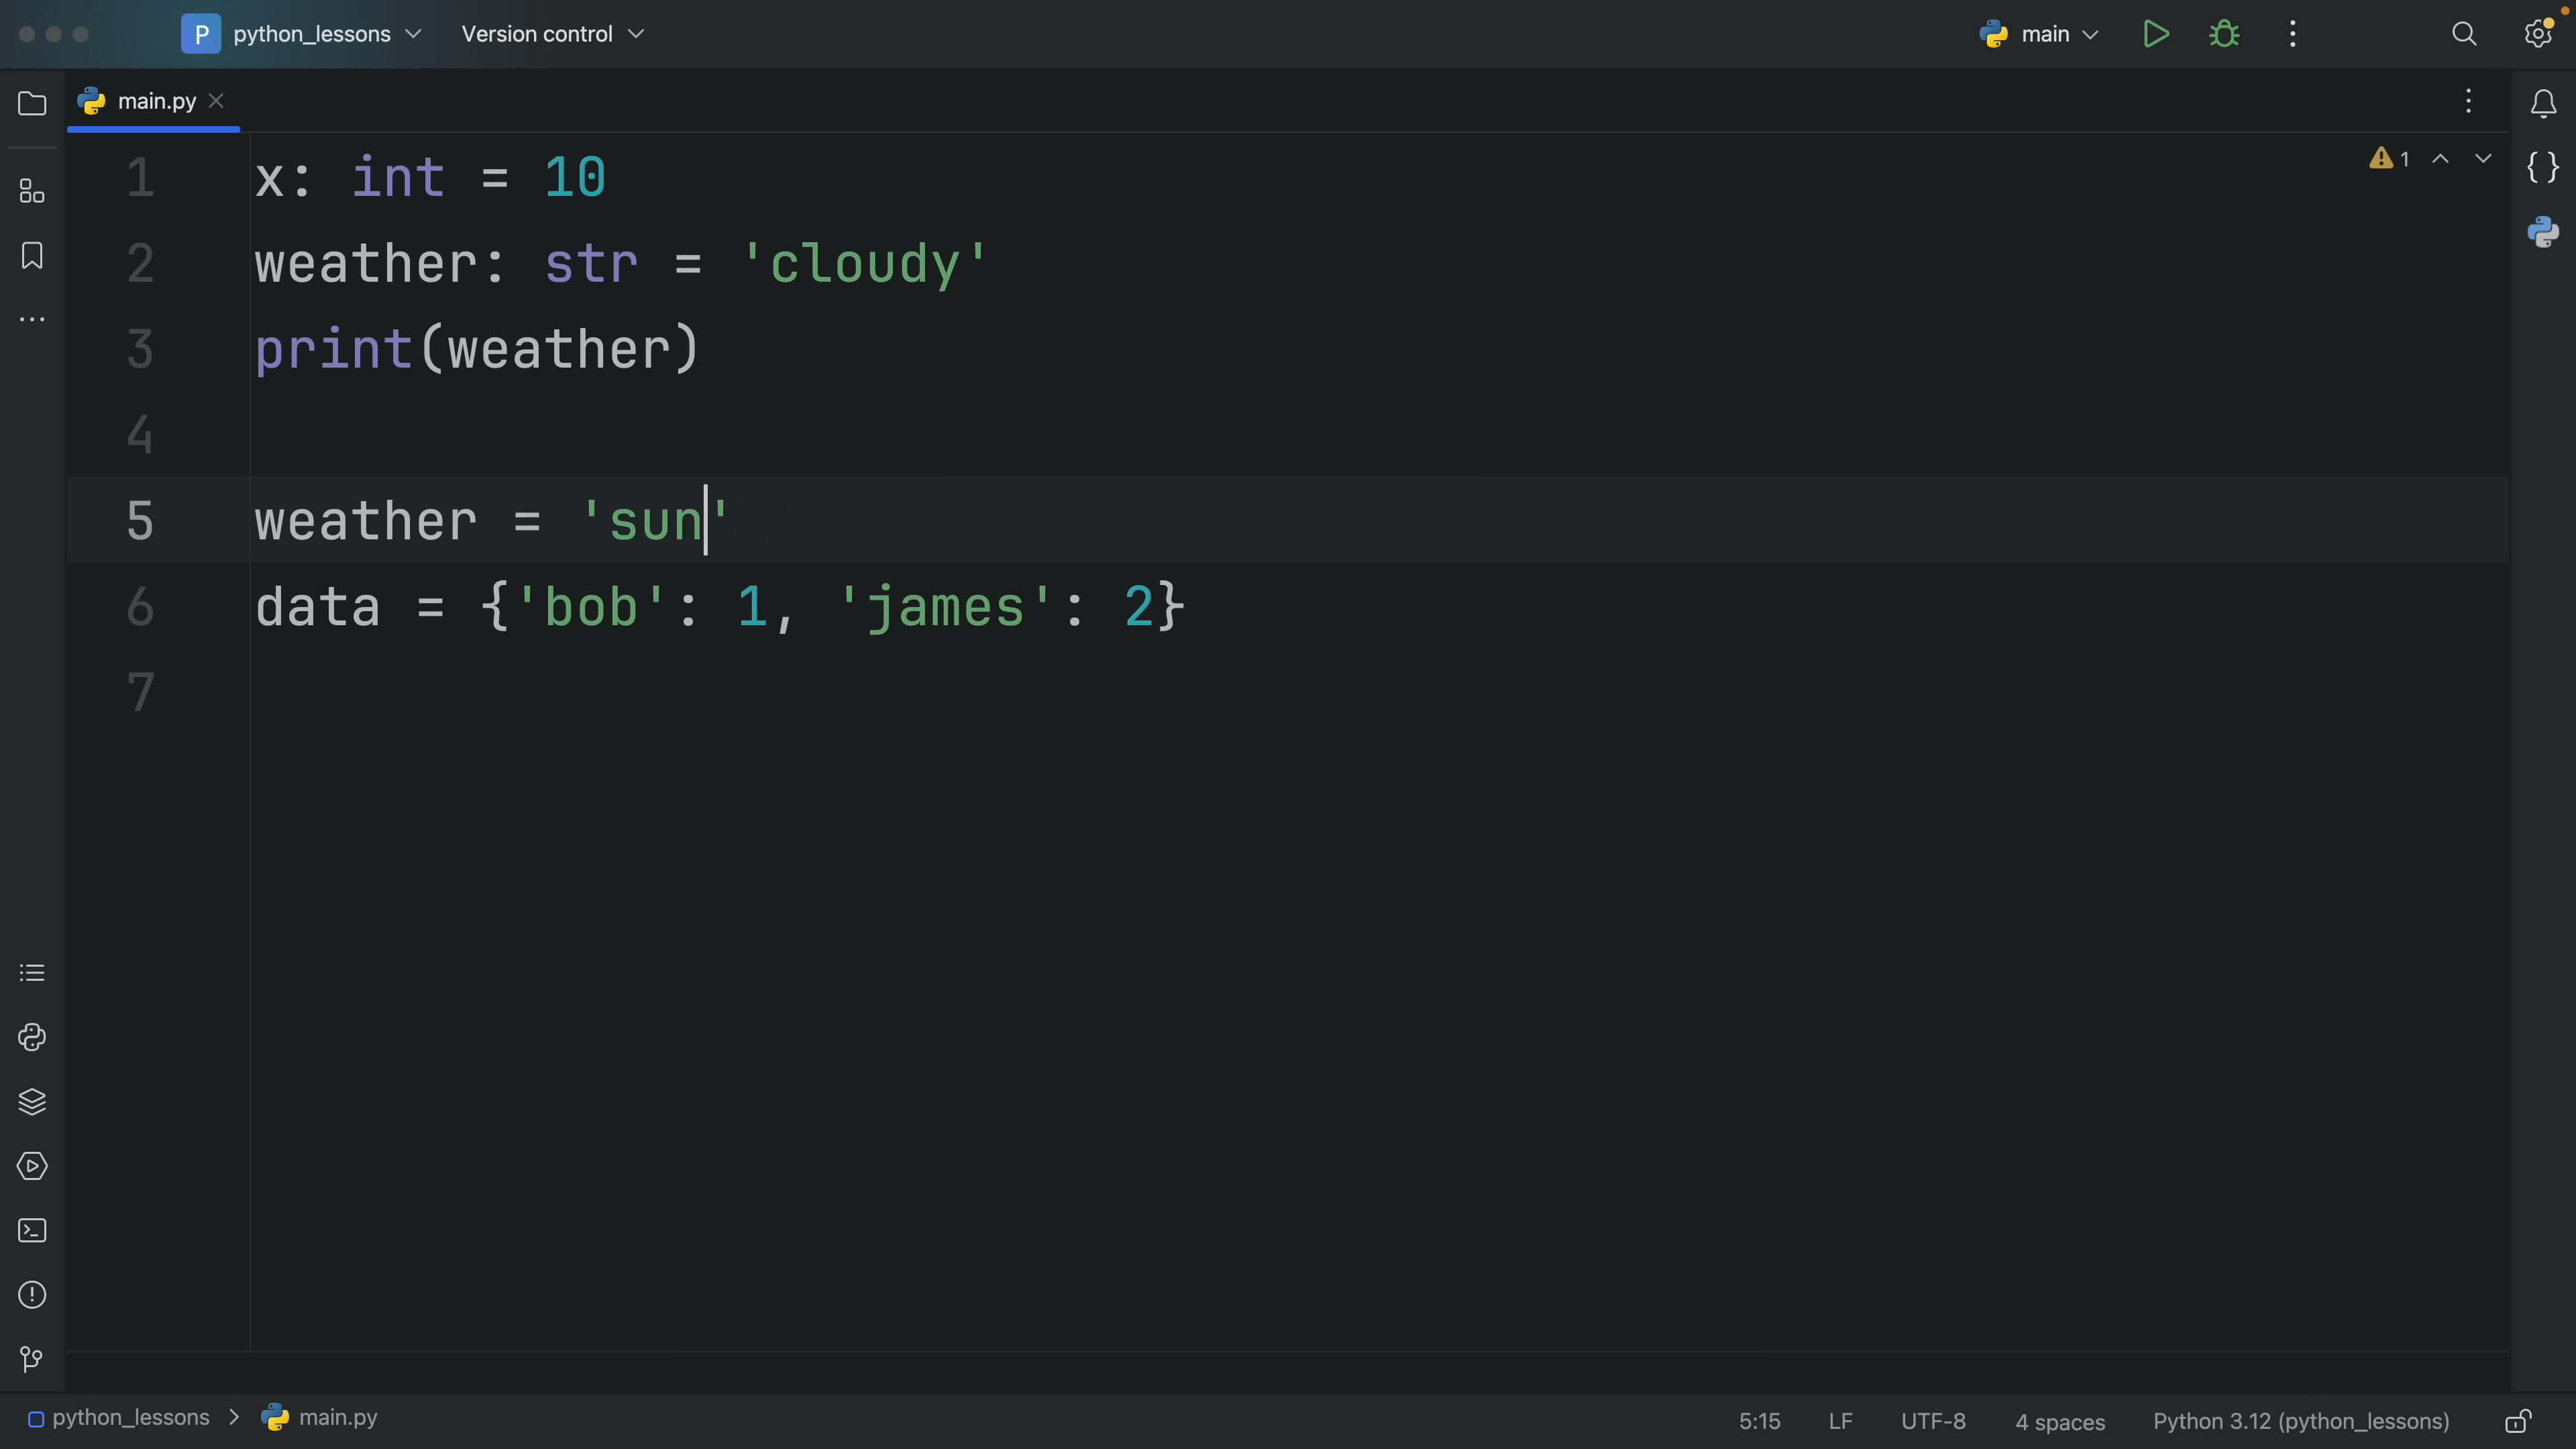 P python_lessons Version control main
main.py
1
1 x: int = 10
2 weather: str = 'cloudy'
3 print(weather)
4
5 weather = 'sun'
6 data = {'bob': 1, 'james': 2}
7
python_lessons > main.py 5:15 LF UTF-8 4 spaces Python 3.12 (python_lessons)